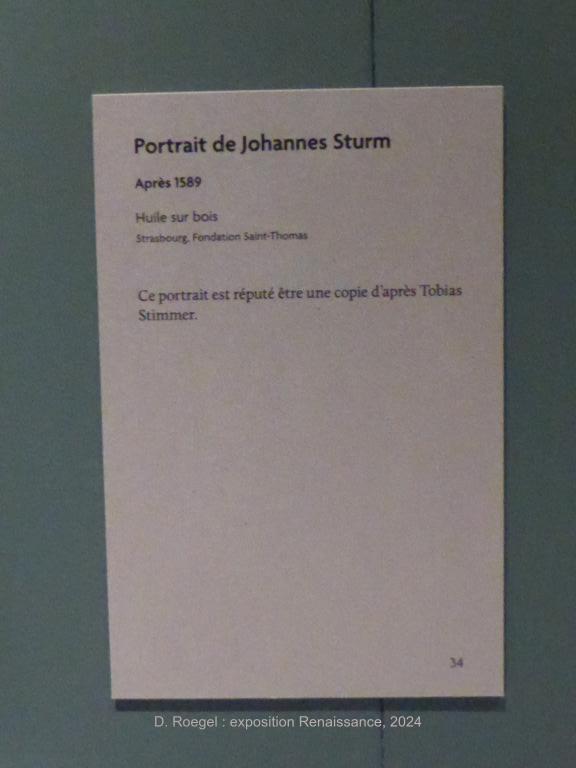 Portrait de Johannes Sturm
Après 1589
Huile sur bois
Strasbourg, Fondation Saint-Thomas
Ce portrait est réputé être une copie d'après Tobias
Stimmer.
34
D. Roegel : exposition Renaissance, 2024